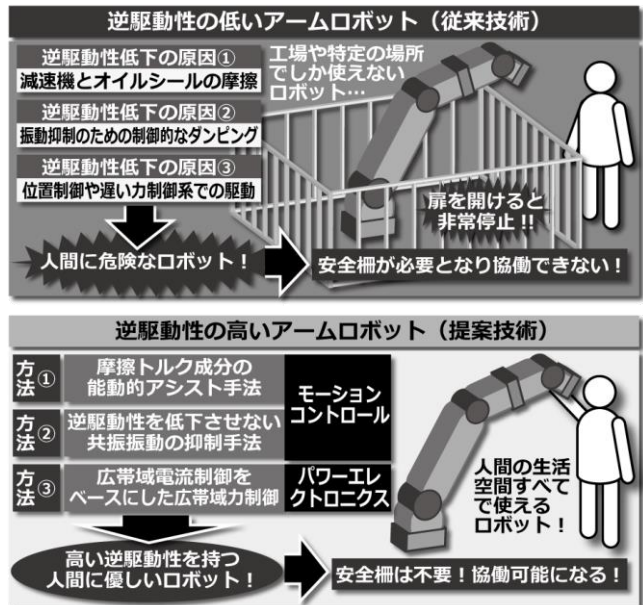 逆駆動性の低いアームロボット（従来技術）
逆駆動性低下の原因①
減速機とオイルシールの摩擦
逆駆動性低下の原因②
振動抑制のための制御的なダンピング
逆駆動性低下の原因③
位置制御や遅い力制御系での駆動
工場や特定の場所
でしか使えない
ロボット…
扉を開けると
非常停止!!
人間に危険なロボット！
安全柵が必要となり協働できない！
逆駆動性の高いアームロボット（提案技術）
方法①
摩擦トルク成分の
能動的アシスト手法
方法②
逆駆動性を低下させない
共振振動の抑制手法
モーション
コントロール
方法③
広帯域電流制御を
ベースにした広帯域力制御
パワーエレ
クトロニクス
人間の生活
空間すべて
で使える
ロボット！
高い逆駆動性を持つ
人間に優しいロボット！
安全柵は不要！協働可能になる！